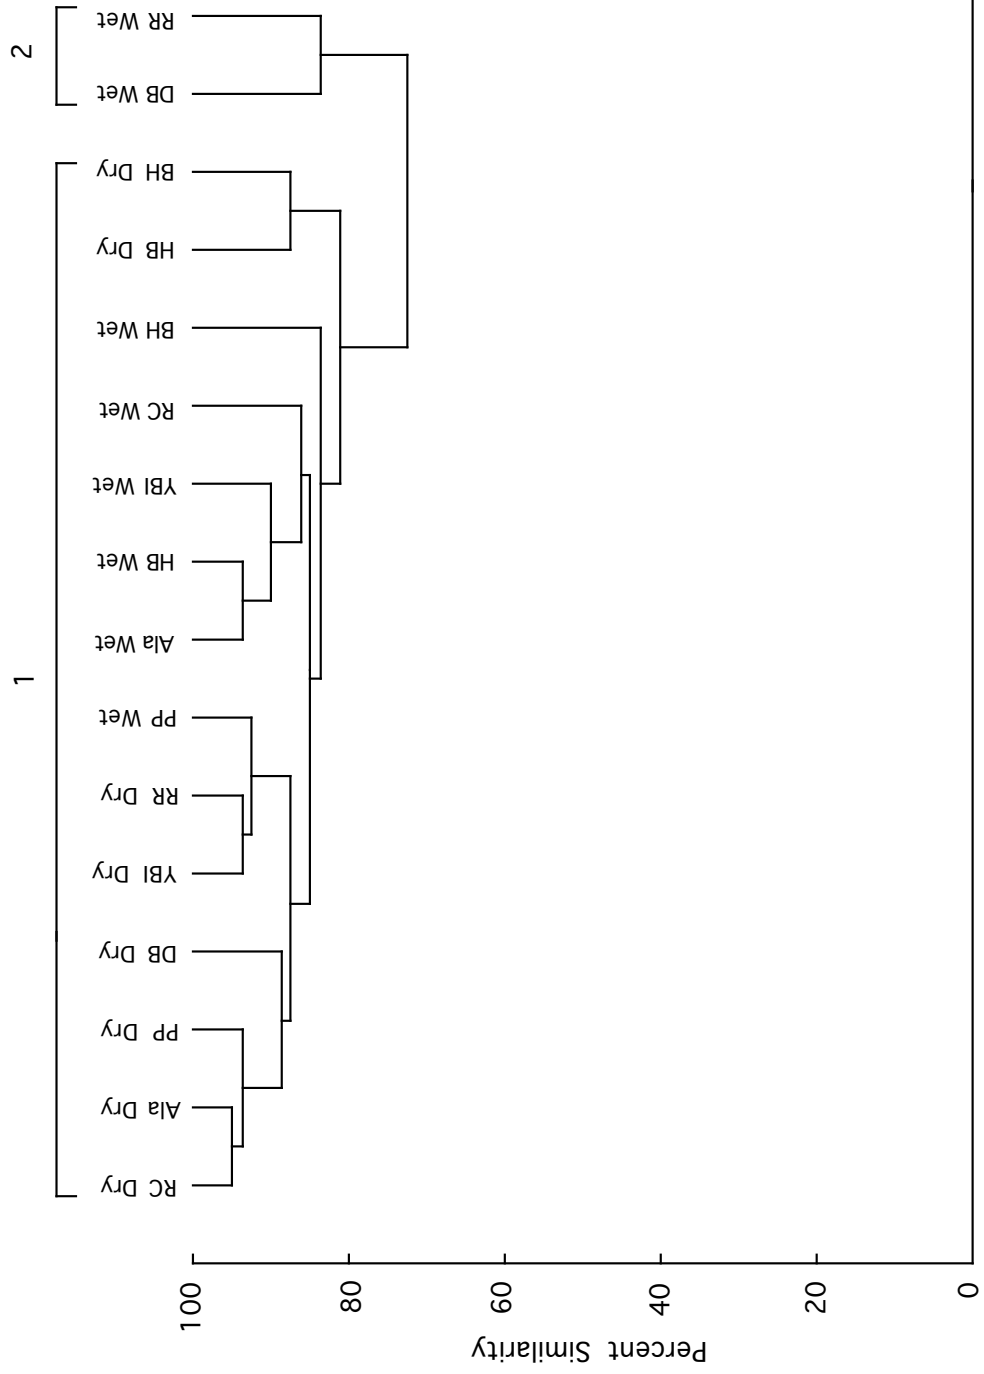 2
RR Wet
DB Wet
BH Dry
HB Dry
BH Wet
RC Wet
YBI Wet
HB Wet
Ala Wet
1
PP Wet
RR Dry
YBI Dry
DB Dry
PP Dry
Ala Dry
RC Dry
100
80
60
40
20
0
Percent Similarity